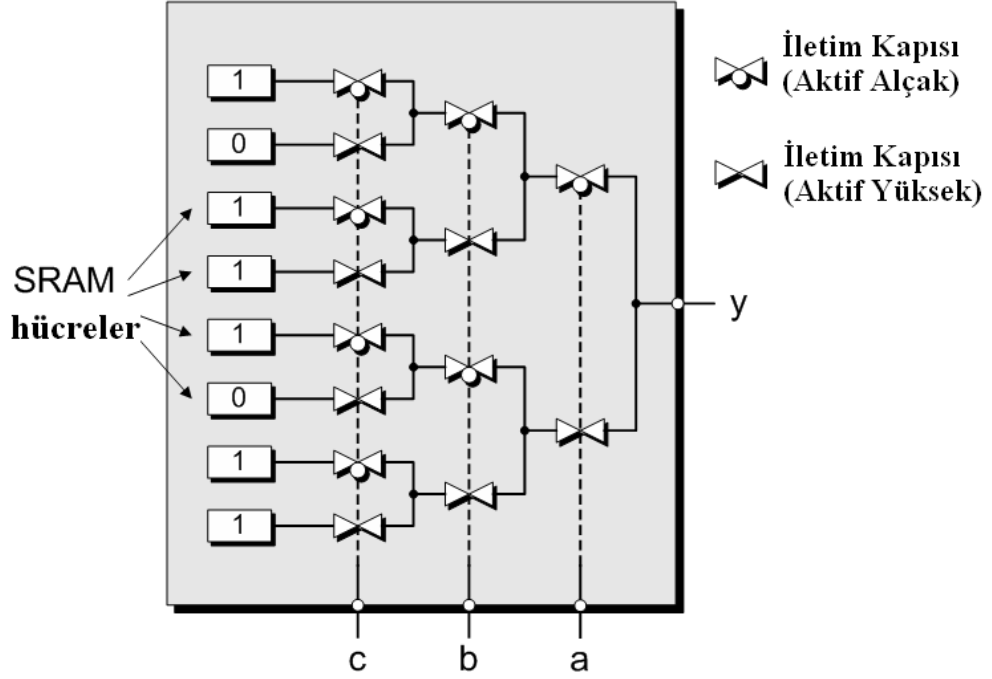 İletim Kapısı
(Aktif Alçak)
İletim Kapısı
(Aktif Yüksek)
1
0
1
1
1
0
1
1
SRAM
hücreler
y
c b a